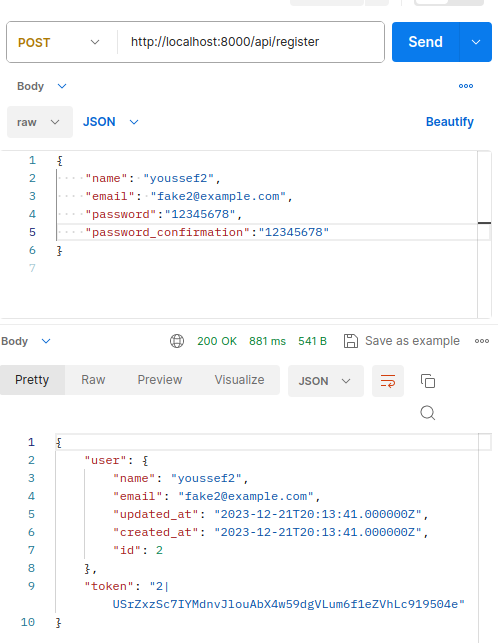 POST http://localhost:8000/api/register Send
Body
raw JSON Beautify
1 {
2 "name": "youssef2",
3 "email": "fake2@example.com",
4 "password":"12345678",
5 "password_confirmation":"12345678"
6 }
7
Body 200 OK 881 ms 541 B Save as example
Pretty Raw Preview Visualize JSON
1 {
2 "user": {
3 "name": "youssef2",
4 "email": "fake2@example.com",
5 "updated_at": "2023-12-21T20:13:41.000000Z",
6 "created_at": "2023-12-21T20:13:41.000000Z",
7 "id": 2
8 },
9 "token": "2|
USrZxzSc7IYMdnvJlouAbX4w59dgVLum6f1eZVhLc919504e"
10 }